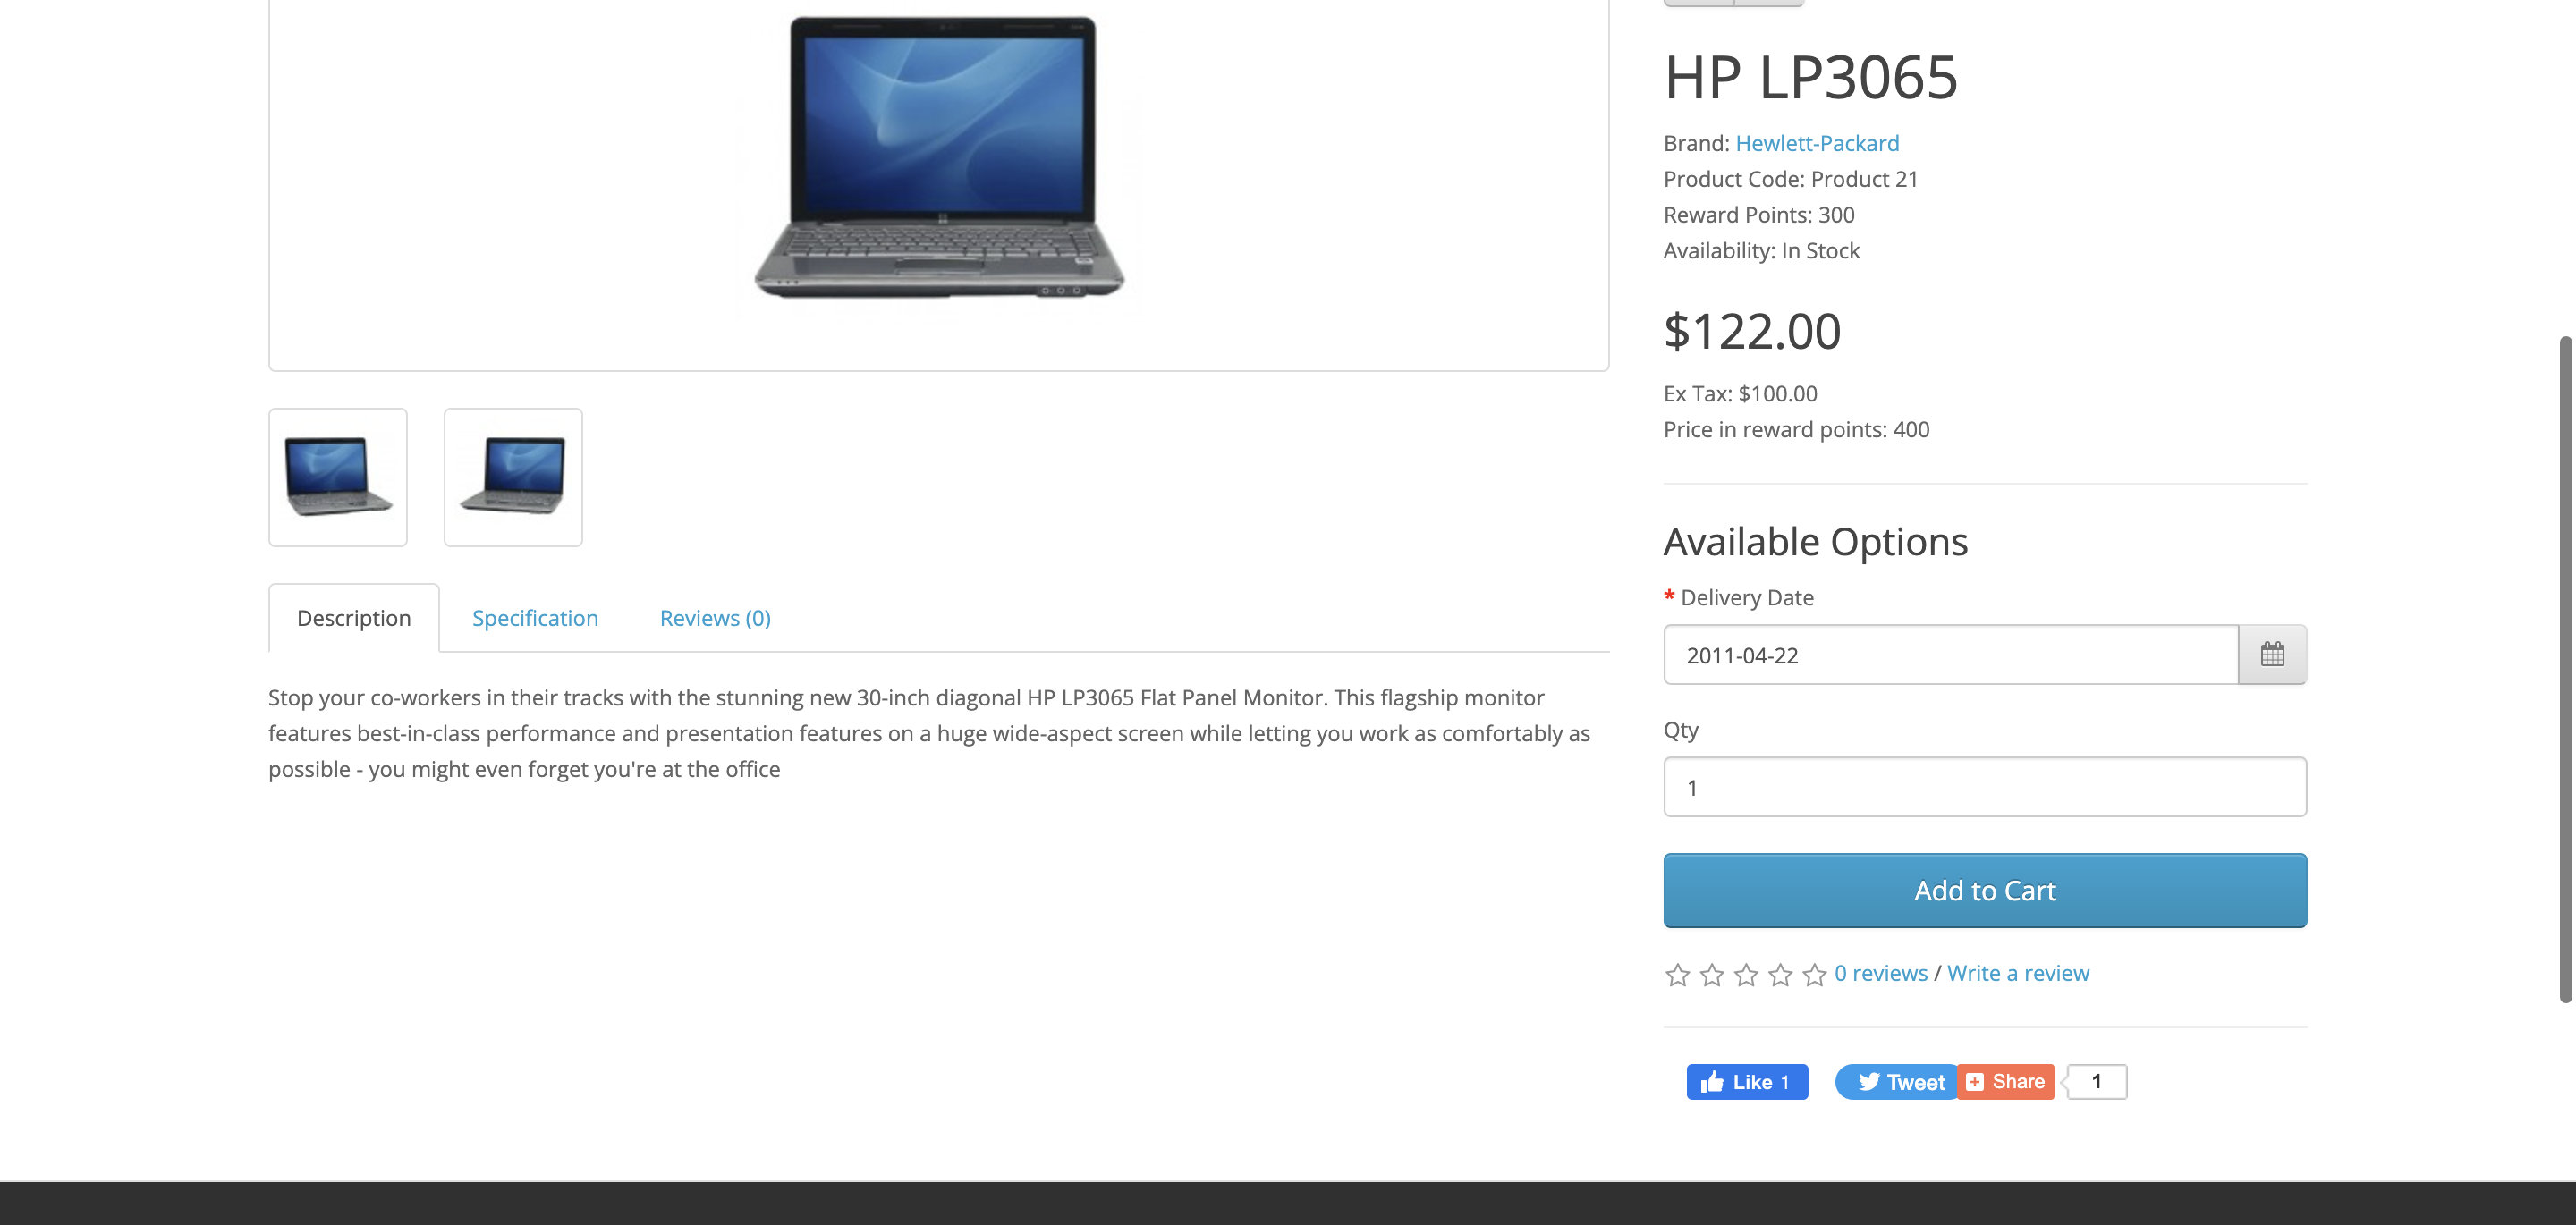 HP LP3065
Brand: Hewlett-Packard
Product Code: Product 21
Reward Points: 300
Availability: In Stock
$122.00
Ex Tax: $100.00
Price in reward points: 400
Available Options
* Delivery Date
2011-04-22
Qty
1
Add to Cart
0 reviews / Write a review
Like 1
Tweet
Share
1
Description
Specification
Reviews (0)
Stop your co-workers in their tracks with the stunning new 30-inch diagonal HP LP3065 Flat Panel Monitor. This flagship monitor
features best-in-class performance and presentation features on a huge wide-aspect screen while letting you work as comfortably as
possible - you might even forget you're at the office